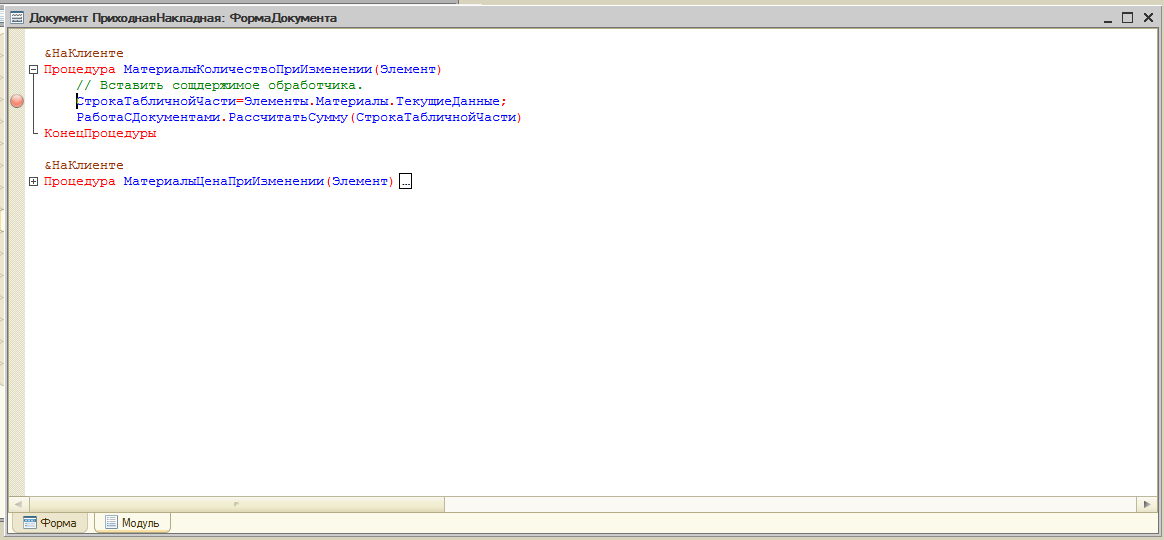 Документ ПриходнаяНакладная: ФормаДокумента
&НаКлиенте
Процедура МатериалыКоличествоПриИзменении(Элемент)
// Вставить сощдержимое обработчика.
СтрокаТабличнойЧасти=Элементы.Материалы.ТекущиеДанные;
РаботаСДокументами.РассчитатьСумму(СтрокаТабличнойЧасти)
КонецПроцедуры
&НаКлиенте
Процедура МатериалыЦенаПриИзменении(Элемент) ...
Форма
Модуль